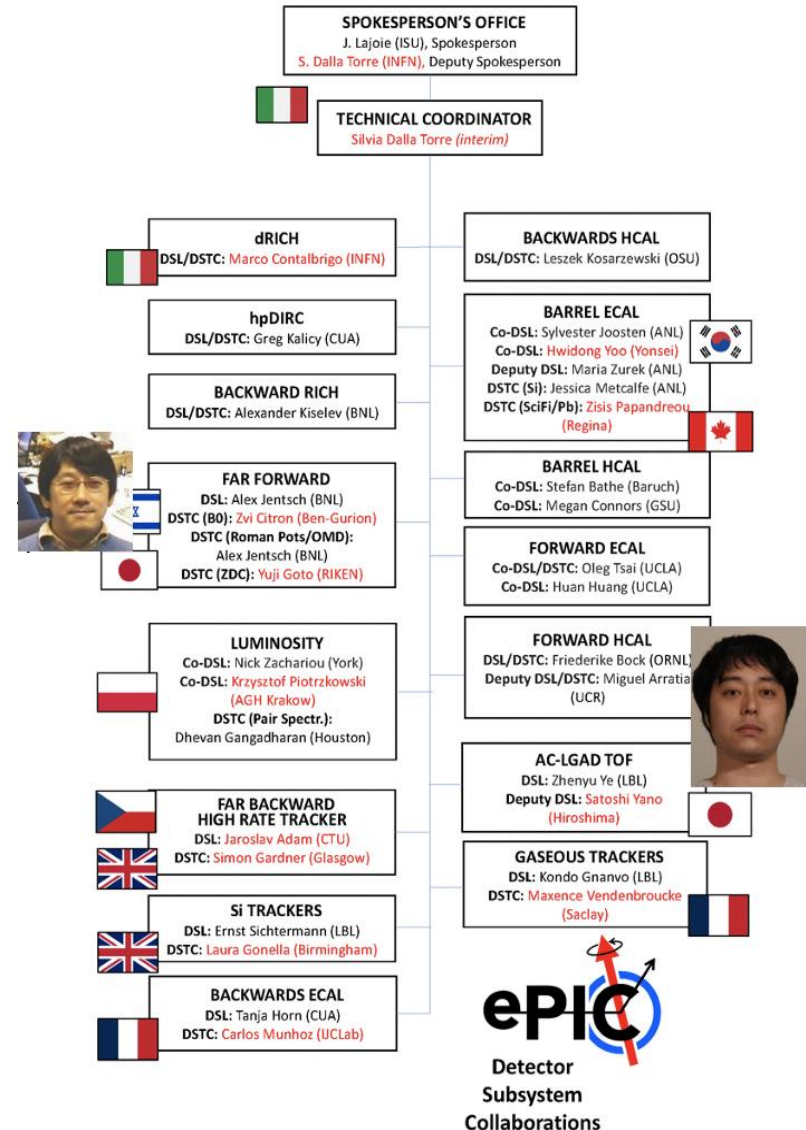 SPOKESPERSON'S OFFICE
J. Lajoie (ISU), Spokesperson
S. Dalla Torre (INFN), Deputy Spokesperson
TECHNICAL COORDINATOR
Silvia Dalla Torre (interim)
dRICH
DSL/DSTC: Marco Contalbrigo (INFN)
hpDIRC
DSL/DSTC: Greg Kalicy (CUA)
BACKWARD RICH
DSL/DSTC: Alexander Kiselev (BNL)
FAR FORWARD
DSL: Alex Jentsch (BNL)
DSTC (B0): Zvi Citron (Ben-Gurion)
DSTC (Roman Pots/OMD):
Alex Jentsch (BNL)
DSTC (ZDC): Yuji Goto (RIKEN)
LUMINOSITY
Co-DSL: Nick Zachariou (York)
Co-DSL: Krzysztof Piotrzkowski
(AGH Krakow)
DSTC (Pair Spectr.):
Dhevan Gangadharan (Houston)
FAR BACKWARD
HIGH RATE TRACKER
DSL: Jaroslav Adam (CTU)
DSTC: Simon Gardner (Glasgow)
Si TRACKERS
DSL: Ernst Sichtermann (LBL)
DSTC: Laura Gonella (Birmingham)
BACKWARDS ECAL
DSL: Tanja Horn (CUA)
DSTC: Carlos Munhoz (IJCLab)
BACKWARDS HCAL
DSL/DSTC: Leszek Kosarzewski (OSU)
BARREL ECAL
Co-DSL: Sylvester Joosten (ANL)
Co-DSL: Hwidong Yoo (Yonsei)
Deputy DSL: Maria Zurek (ANL)
DSTC (Si): Jessica Metcalfe (ANL)
DSTC (SciFi/Pb): Zisis Papandreou
(Regina)
BARREL HCAL
Co-DSL: Stefan Bathe (Baruch)
Co-DSL: Megan Connors (GSU)
FORWARD ECAL
Co-DSL/DSTC: Oleg Tsai (UCLA)
Co-DSL: Huan Huang (UCLA)
FORWARD HCAL
DSL/DSTC: Friederike Bock (ORNL)
Deputy DSL/DSTC: Miguel Arratia
(UCR)
AC-LGAD TOF
DSL: Zhenyu Ye (LBL)
Deputy DSL: Satoshi Yano
(Hiroshima)
GASEOUS TRACKERS
DSL: Kondo Gnanvo (LBL)
DSTC: Maxence Vendenbroucke
(Saclay)
ePIC
Detector
Subsystem
Collaborations